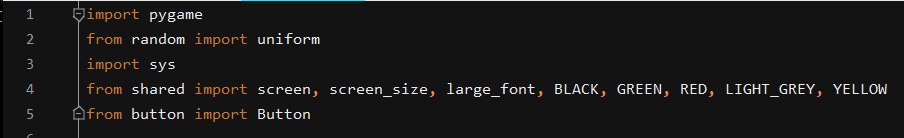 1 import pygame
2 from random import uniform
3 import sys
4 from shared import screen, screen_size, large_font, BLACK, GREEN, RED, LIGHT_GREY, YELLOW
5 from button import Button